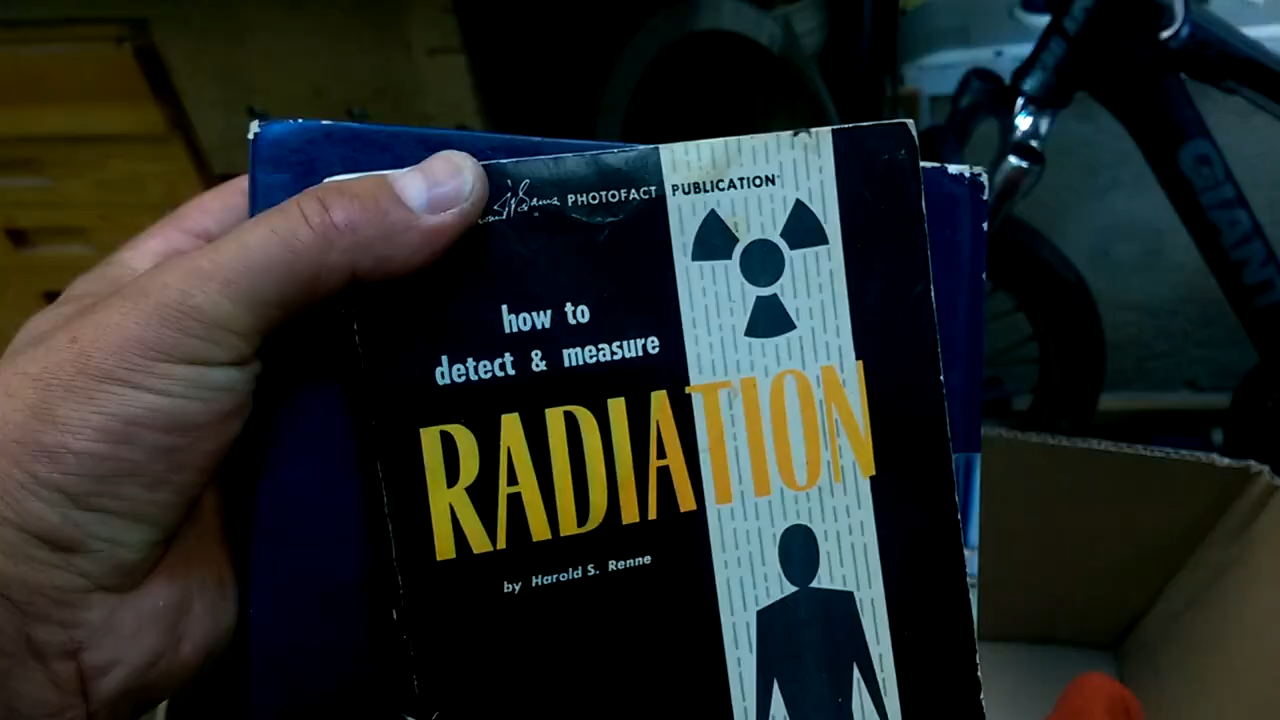 PHOTOFACT PUBLICATION
how to
detect & measure
RADIATION
by Harold S. Renne
GIANT